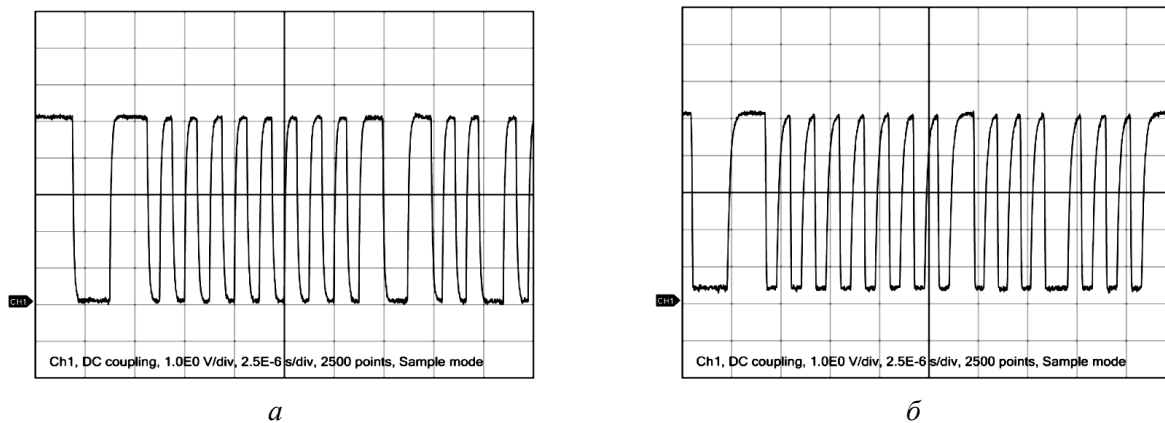 CH1
Ch1, DC coupling, 1.0E0 V/div, 2.5E-6 s/div, 2500 points, Sample mode
CH1
Ch1, DC coupling, 1.0E0 V/div, 2.5E-6 s/div, 2500 points, Sample mode
а
б